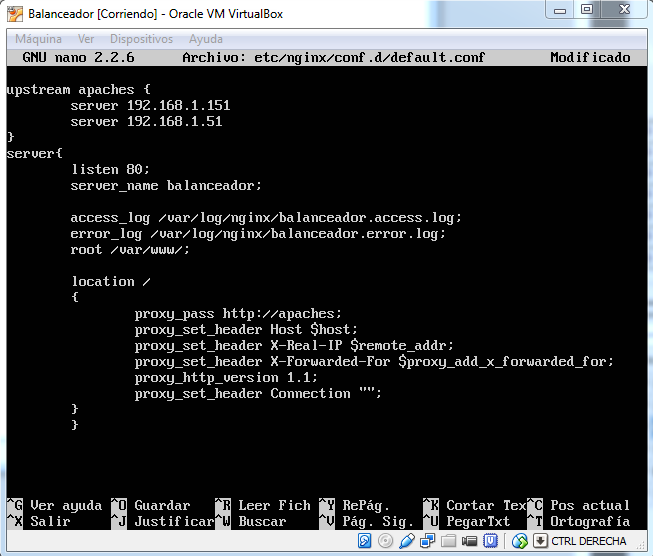 Balanceador [Corriendo] - Oracle VM VirtualBox
Máquina Ver Dispositivos Ayuda
GNU nano 2.2.6 Archivo: etc/nginx/conf.d/default.conf Modificado
upstream apaches {
server 192.168.1.151
server 192.168.1.51
}
server{
listen 80;
server_name balanceador;
access_log /var/log/nginx/balanceador.access.log;
error_log /var/log/nginx/balanceador.error.log;
root /var/www/;
location /
{
proxy_pass http://apaches;
proxy_set_header Host $host;
proxy_set_header X-Real-IP $remote_addr;
proxy_set_header X-Forwarded-For $proxy_add_x_forwarded_for;
proxy_http_version 1.1;
proxy_set_header Connection "";
}
}
^G Ver ayuda ^O Guardar ^R Leer Fich ^Y RePág. ^K Cortar Tex ^C Pos actual
^X Salir ^J Justificar ^W Buscar ^V Pág. Sig. ^U PegarTxt ^T Ortografía
CTRL DERECHA